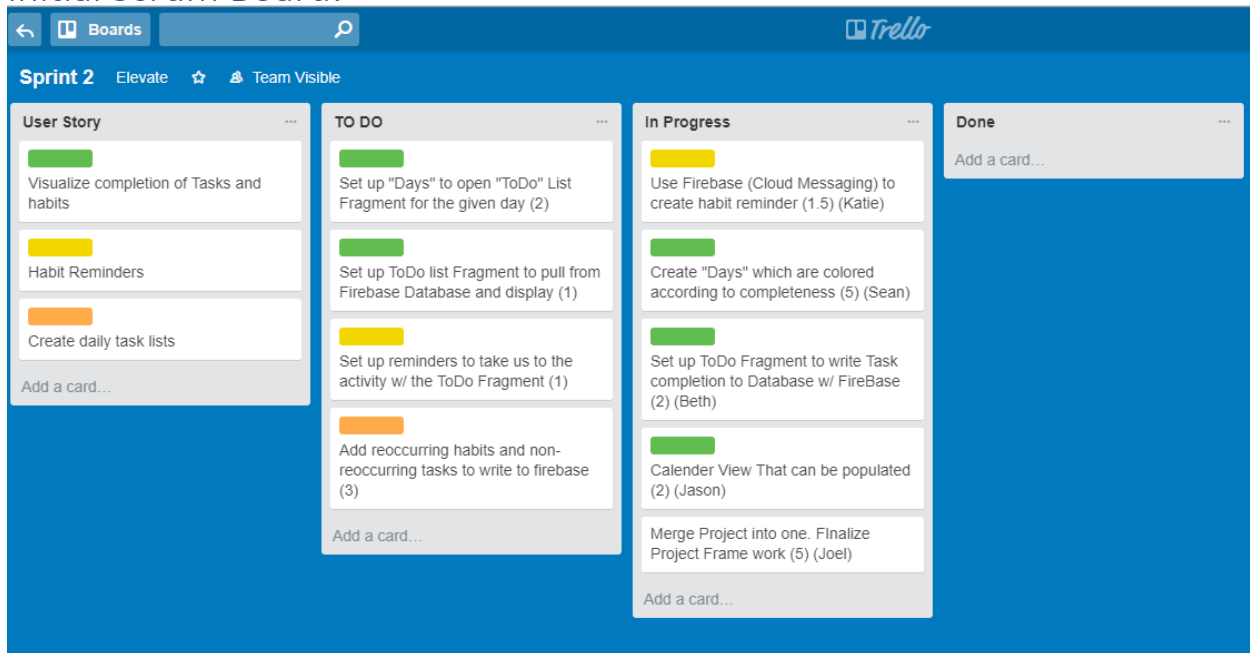 Initial Scrum Board:
Boards
Trello
Sprint 2 Elevate Team Visible
User Story
Visualize completion of Tasks and
habits
Habit Reminders
Create daily task lists
Add a card...
TO DO
Set up "Days" to open "ToDo" List
Fragment for the given day (2)
Set up ToDo list Fragment to pull from
Firebase Database and display (1)
Set up reminders to take us to the
activity w/ the ToDo Fragment (1)
Add reoccurring habits and non-
reoccurring tasks to write to firebase
(3)
Add a card...
In Progress
Use Firebase (Cloud Messaging) to
create habit reminder (1.5) (Katie)
Create "Days" which are colored
according to completeness (5) (Sean)
Set up ToDo Fragment to write Task
completion to Database w/ FireBase
(2) (Beth)
Calender View That can be populated
(2) (Jason)
Merge Project into one. FInalize
Project Frame work (5) (Joel)
Add a card...
Done
Add a card...